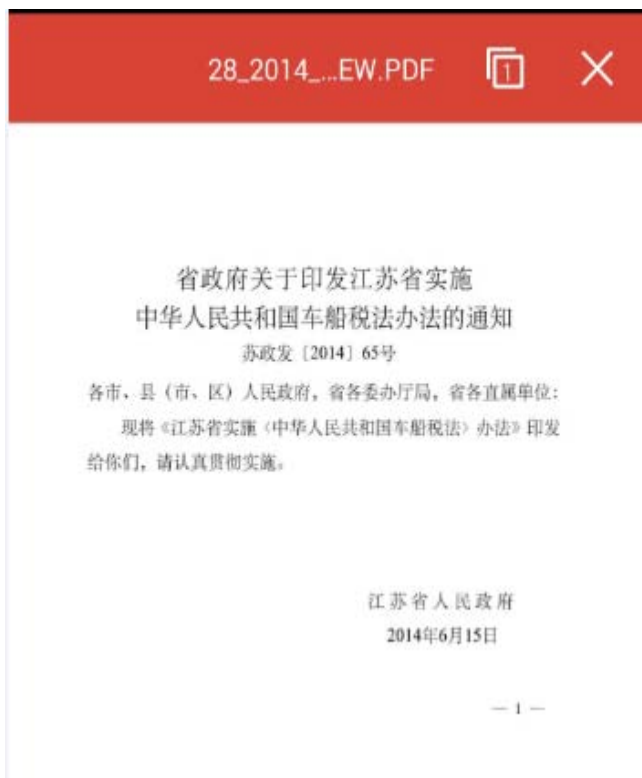 28_2014_...EW.PDF
1
省政府关于印发江苏省实施
中华人民共和国车船税法办法的通知
苏政发〔2014〕65号
各市、县（市、区）人民政府，省各委办厅局，省各直属单位：
现将《江苏省实施〈中华人民共和国车船税法〉办法》印发
给你们，请认真贯彻实施。
江苏省人民政府
2014年6月15日
— 1 —